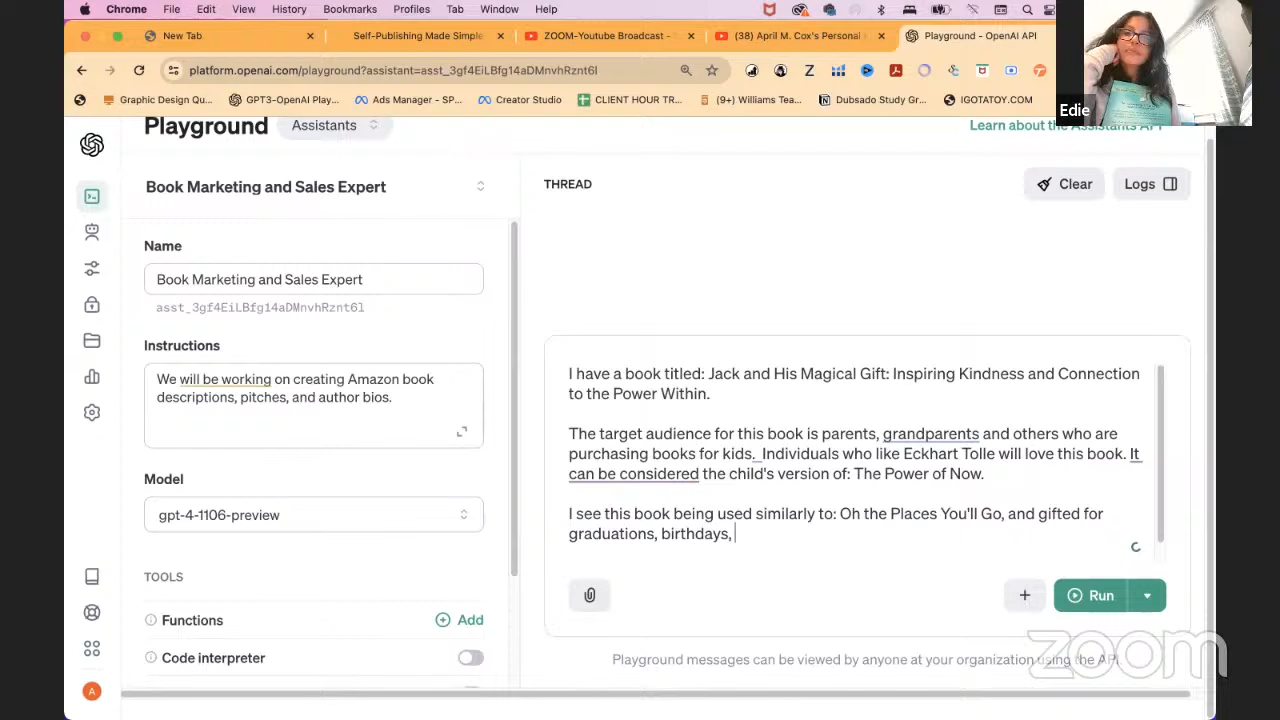 Chrome File Edit View History Bookmarks Profiles Tab Window Help
New Tab
Self-Publishing Made Simple
ZOOM-Youtube Broadcast -
(38) April M. Cox's Personal
Playground - OpenAI API
platform.openai.com/playground?assistant=asst_3gf4EiLBfg14aDMnvhRznt6l
Graphic Design Qu...
GPT3-OpenAI Play...
Ads Manager - SP...
Creator Studio
CLIENT HOUR TR...
(9+) Williams Tea...
Dubsado Study Gr...
IGOTATOY.COM
Edie
Playground
Assistants
Learn about the Assistants API
Book Marketing and Sales Expert
Name
Book Marketing and Sales Expert
asst_3gf4EiLBfg14aDMnvhRznt6l
Instructions
We will be working on creating Amazon book
descriptions, pitches, and author bios.
Model
gpt-4-1106-preview
TOOLS
Functions
Add
Code interpreter
A
THREAD
Clear
Logs
I have a book titled: Jack and His Magical Gift: Inspiring Kindness and Connection
to the Power Within.
The target audience for this book is parents, grandparents and others who are
purchasing books for kids.  Individuals who like Eckhart Tolle will love this book. It
can be considered the child's version of: The Power of Now.
I see this book being used similarly to: Oh the Places You'll Go, and gifted for
graduations, birthdays,
Run
Playground messages can be viewed by anyone at your organization using the API.
zoom